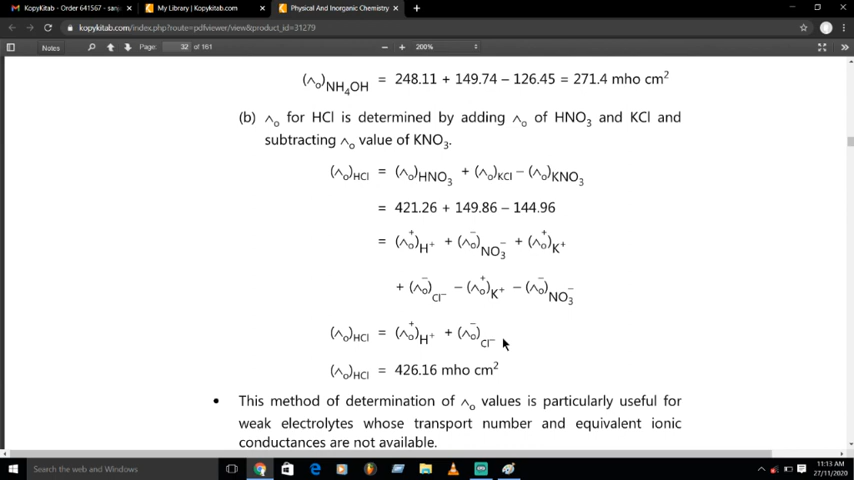 KopyKitab - Order 641567 - sanj
My Library | Kopykitab.com
Physical And Inorganic Chemistry
kopykitab.com/index.php?route=pdfviewer/view&product_id=31279
Notes
Page: 32 of 161
200%
(∧o)NH4OH = 248.11 + 149.74 − 126.45 = 271.4 mho cm²
(b) ∧o for HCl is determined by adding ∧o of HNO3 and KCl and
subtracting ∧o value of KNO3.
(∧o)HCl = (∧o)HNO3 + (∧o)KCl − (∧o)KNO3
= 421.26 + 149.86 − 144.96
= (∧o⁺)H⁺ + (∧o⁻)NO3⁻ + (∧o⁺)K⁺
+ (∧o⁻)Cl⁻ − (∧o⁺)K⁺ − (∧o⁻)NO3⁻
(∧o)HCl = (∧o⁺)H⁺ + (∧o⁻)Cl⁻
(∧o)HCl = 426.16 mho cm²
• This method of determination of ∧o values is particularly useful for
weak electrolytes whose transport number and equivalent ionic
conductances are not available.
Search the web and Windows
11:13 AM
27/11/2020